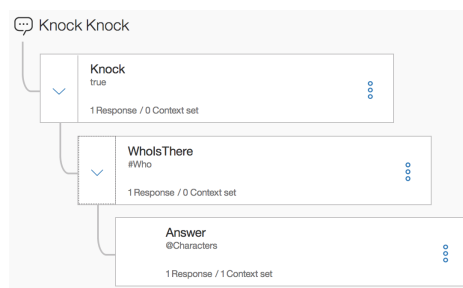 Knock Knock
Knock
true
1 Response / 0 Context set
WhoIsThere
#Who
1 Response / 0 Context set
Answer
@Characters
1 Response / 1 Context set